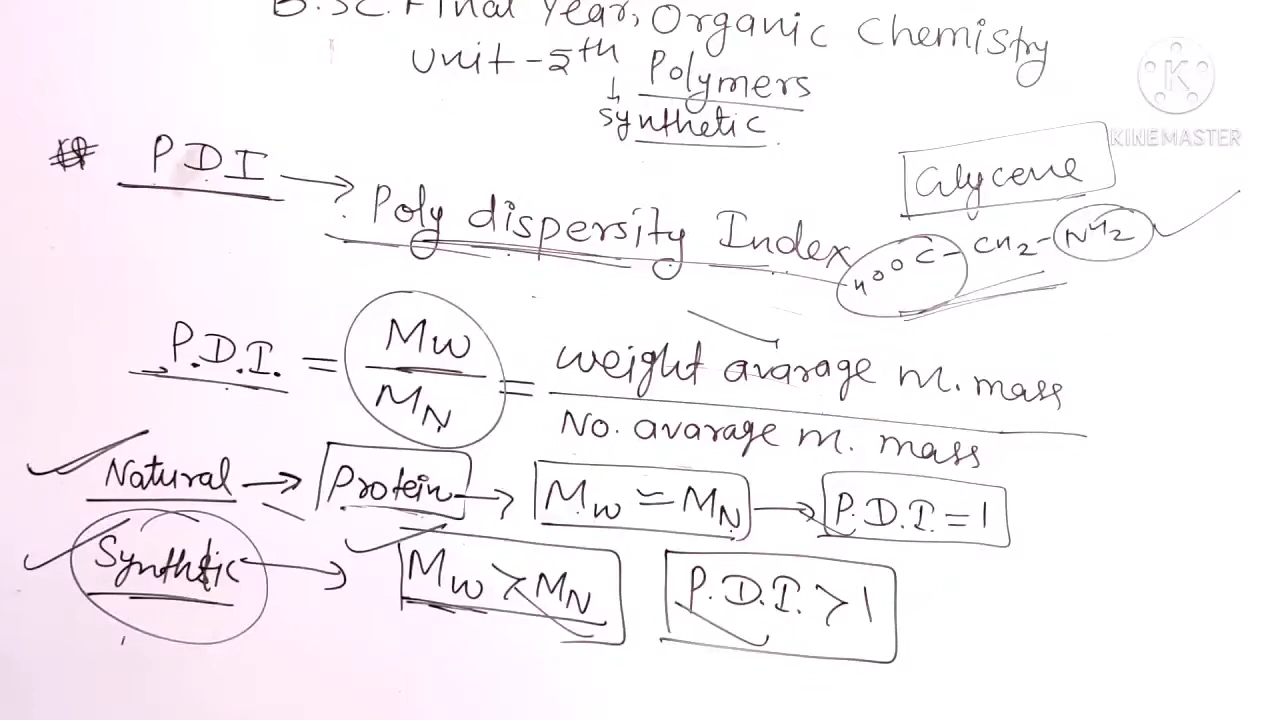 B.Sc. Final Year, Organic Chemistry
Unit-5th Polymers
↓
synthetic
PDI → Poly dispersity Index
Glycene
HOOC-CH2-NH2
P.D.I. = MW/MN = weight avarage m. mass/No. avarage m. mass
Natural → Protein → Mw = MN → P.D.I. = 1
Synthetic → Mw > MN P.D.I. > 1
K
KINEMASTER